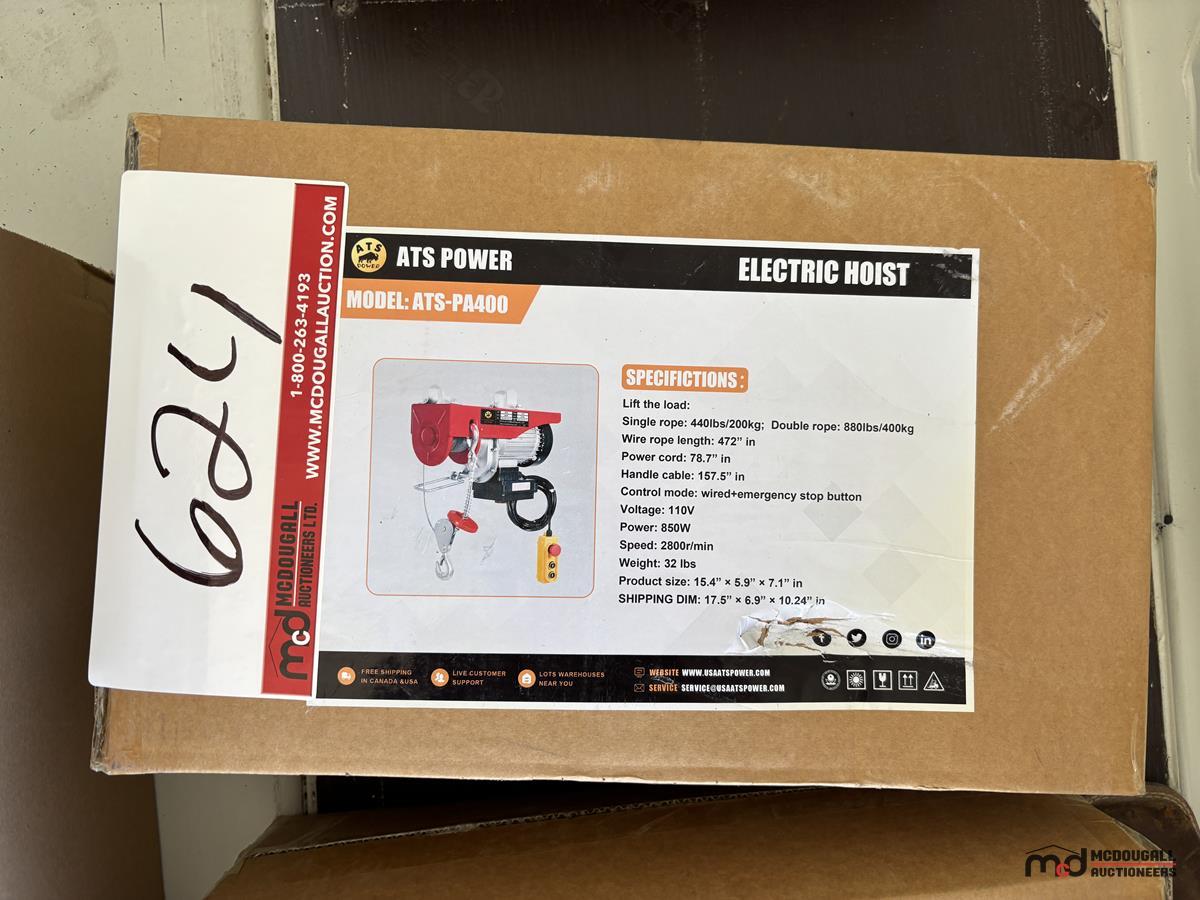 624
1-800-263-4193
WWW.MCDOUGALLAUCTION.COM
mcd MCDOUGALL
AUCTIONEERS LTD.
ATS
POWER
ATS POWER
ELECTRIC HOIST
MODEL: ATS-PA400
SPECIFICTIONS:
Lift the load:
Single rope: 440lbs/200kg; Double rope: 880lbs/400kg
Wire rope length: 472" in
Power cord: 78.7" in
Handle cable: 157.5" in
Control mode: wired+emergency stop button
Voltage: 110V
Power: 850W
Speed: 2800r/min
Weight: 32 lbs
Product size: 15.4" × 5.9" × 7.1" in
SHIPPING DIM: 17.5" × 6.9" × 10.24" in
f
in
FREE SHIPPING
IN CANADA &USA
LIVE CUSTOMER
SUPPORT
LOTS WAREHOUSES
NEAR YOU
WEBSITE WWW.USAATSPOWER.COM
SERVICE SERVICE@USAATSPOWER.COM
mcd MCDOUGALL
AUCTIONEERS